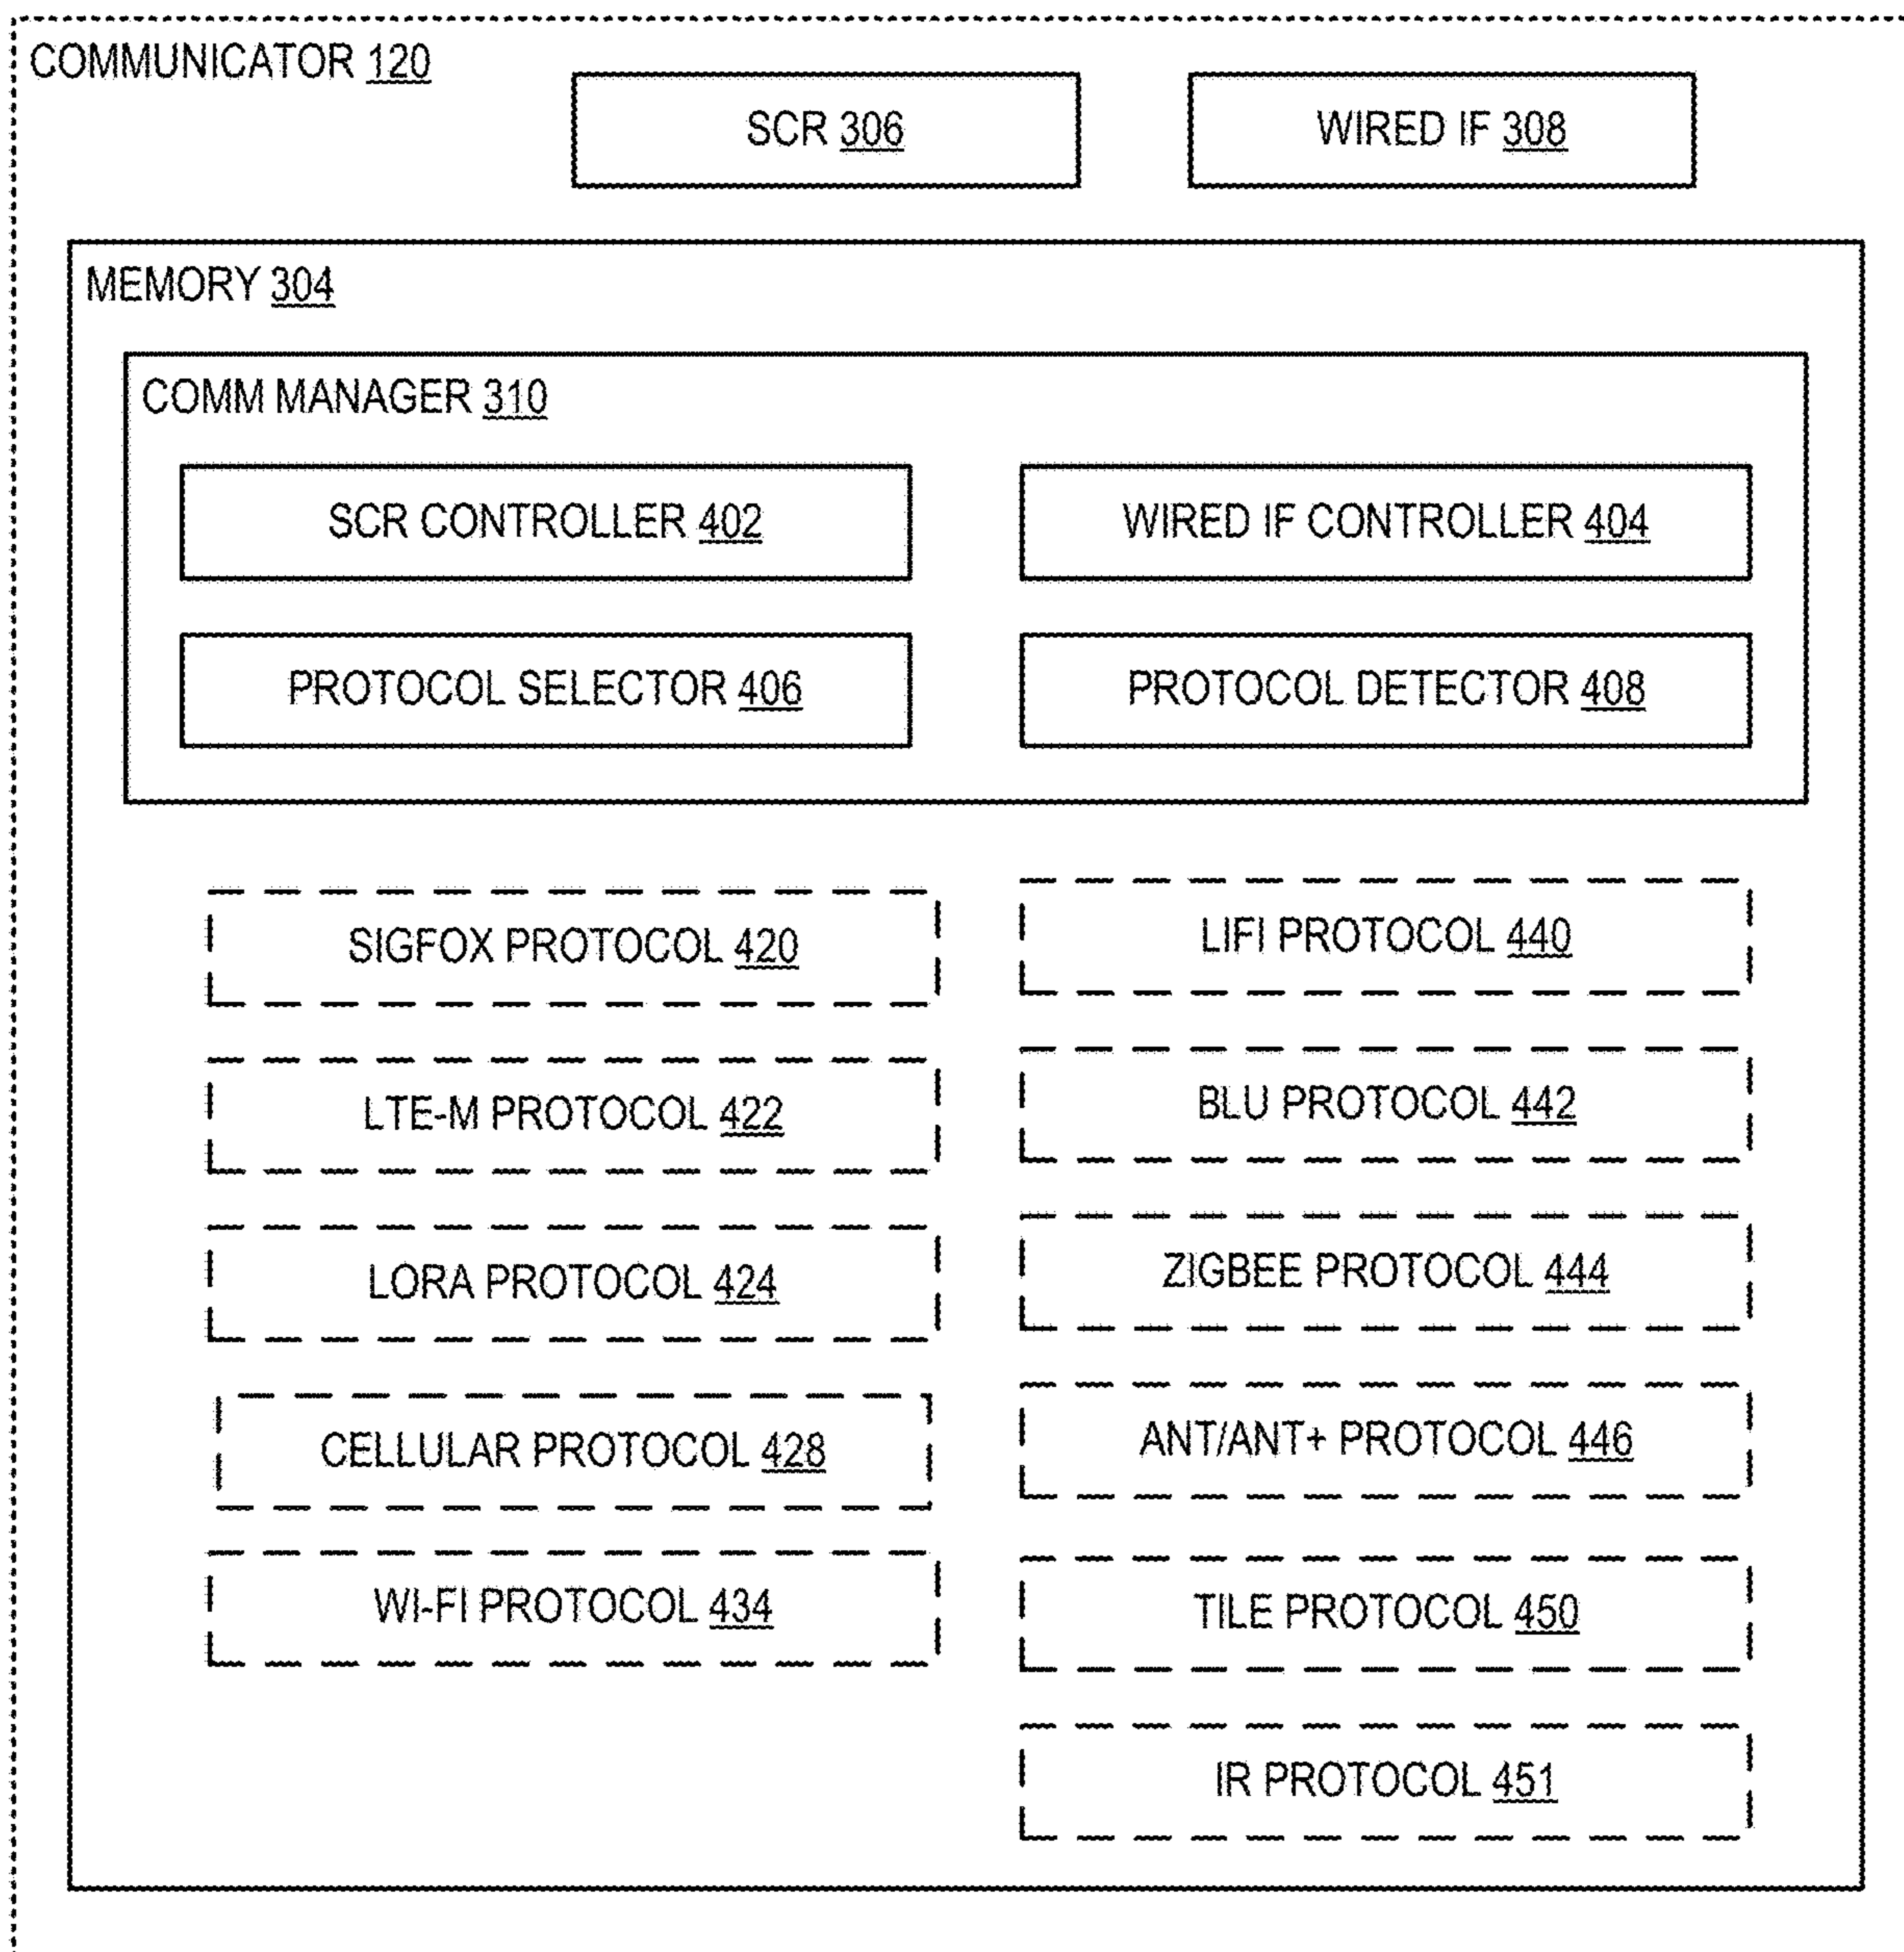 COMMUNICATOR 120
SCR 306
WIRED IF 308
MEMORY 304
COMM MANAGER 310
SCR CONTROLLER 402
WIRED IF CONTROLLER 404
PROTOCOL SELECTOR 406
PROTOCOL DETECTOR 408
SIGFOX PROTOCOL 420
LIFI PROTOCOL 440
LTE-M PROTOCOL 422
BLU PROTOCOL 442
LORA PROTOCOL 424
ZIGBEE PROTOCOL 444
CELLULAR PROTOCOL 428
ANT/ANT+ PROTOCOL 446
WI-FI PROTOCOL 434
TILE PROTOCOL 450
IR PROTOCOL 451